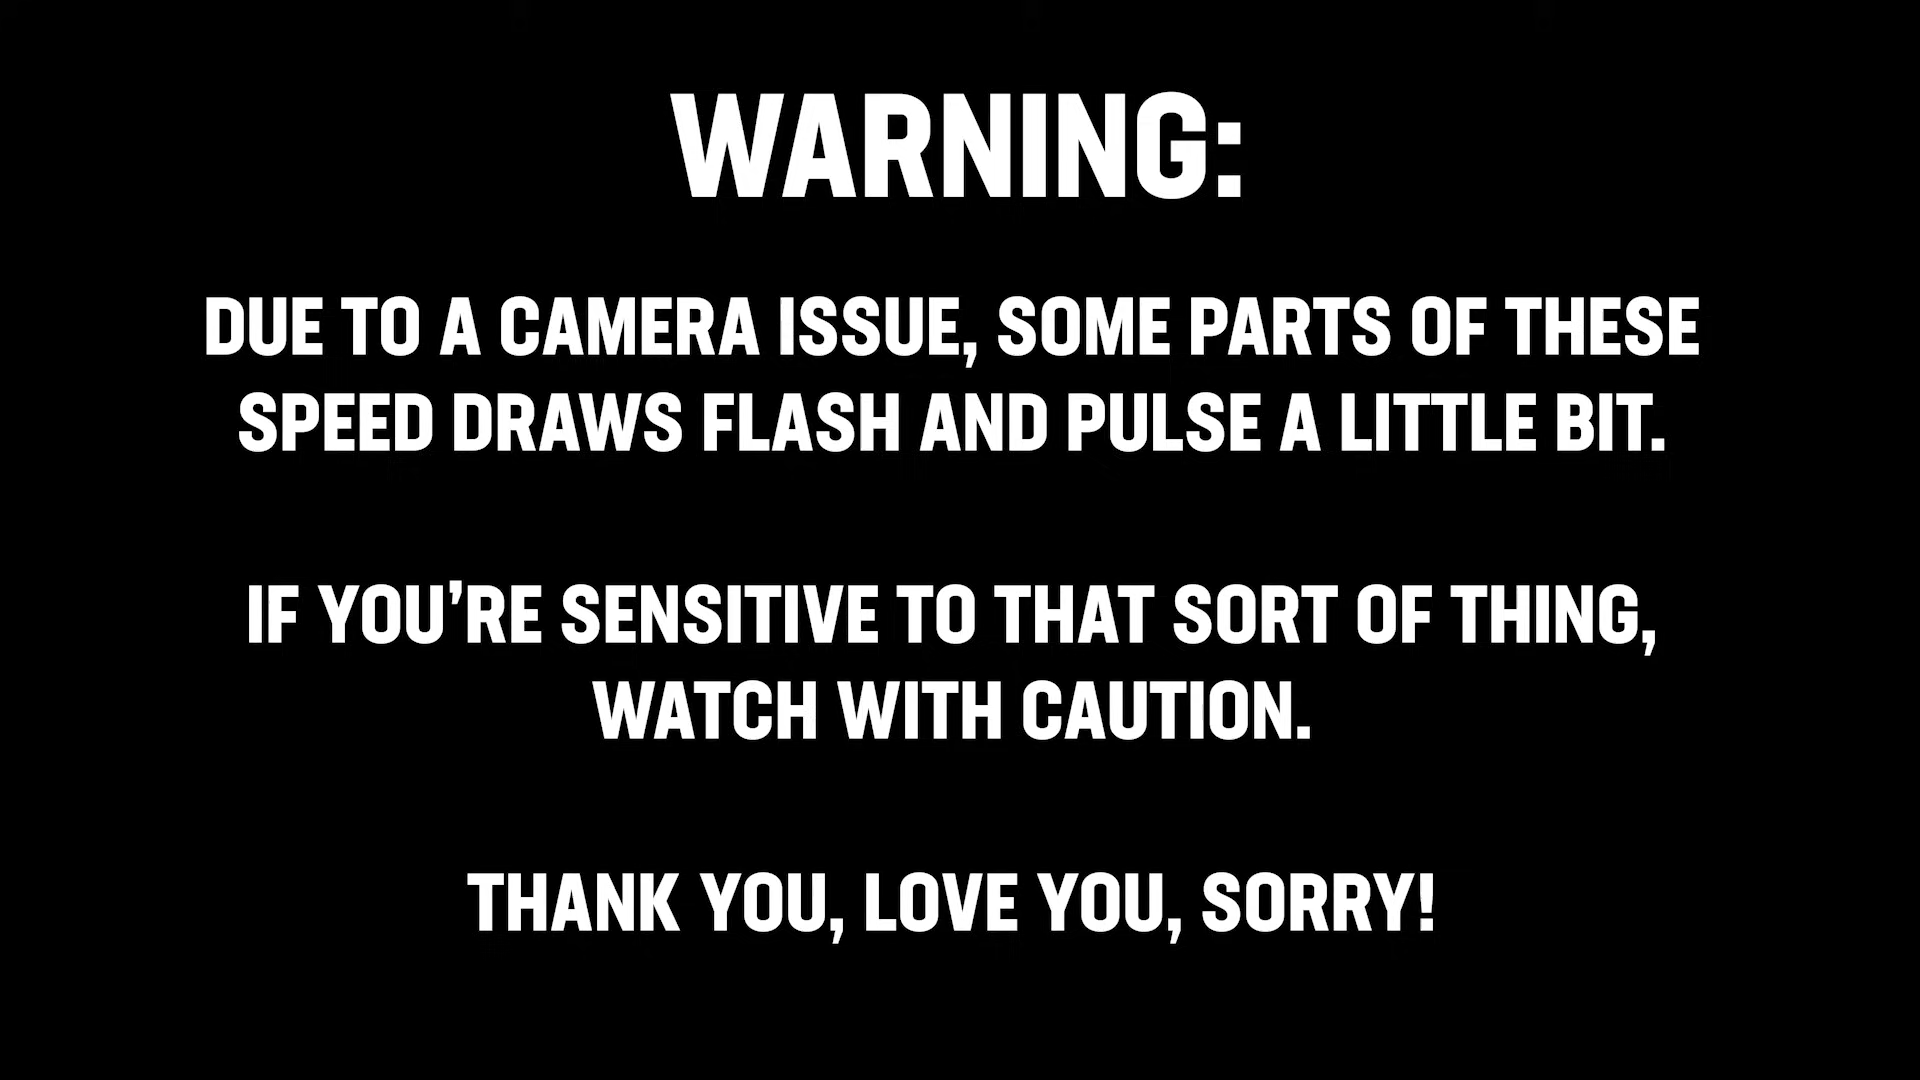 WARNING:
DUE TO A CAMERA ISSUE, SOME PARTS OF THESE
SPEED DRAWS FLASH AND PULSE A LITTLE BIT.
IF YOU’RE SENSITIVE TO THAT SORT OF THING,
WATCH WITH CAUTION.
THANK YOU, LOVE YOU, SORRY!